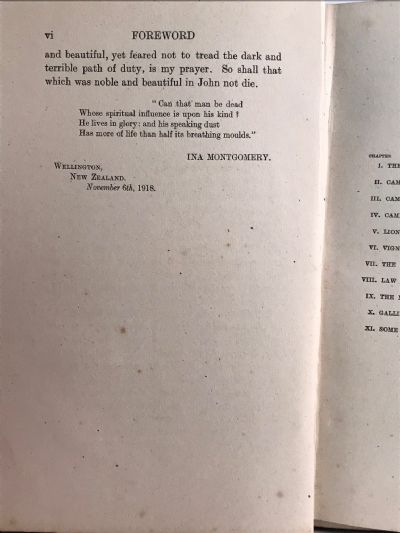 vi FOREWORD
and beautiful, yet feared not to tread the dark and
terrible path of duty, is my prayer. So shall that
which was noble and beautiful in John not die.
"Can that man be dead
Whose spiritual influence is upon his kind?
He lives in glory: and his speaking dust
Has more of life than half its breathing moulds."
INA MONTGOMERY.
WELLINGTON,
NEW ZEALAND.
November 6th, 1918.
CHAPTER
I. THE
II. CAM
III. CAM
IV. CAM
V. LION
VI. VIGN
VII. THE
VIII. LAW
IX. THE
X. GALLI
XI. SOME